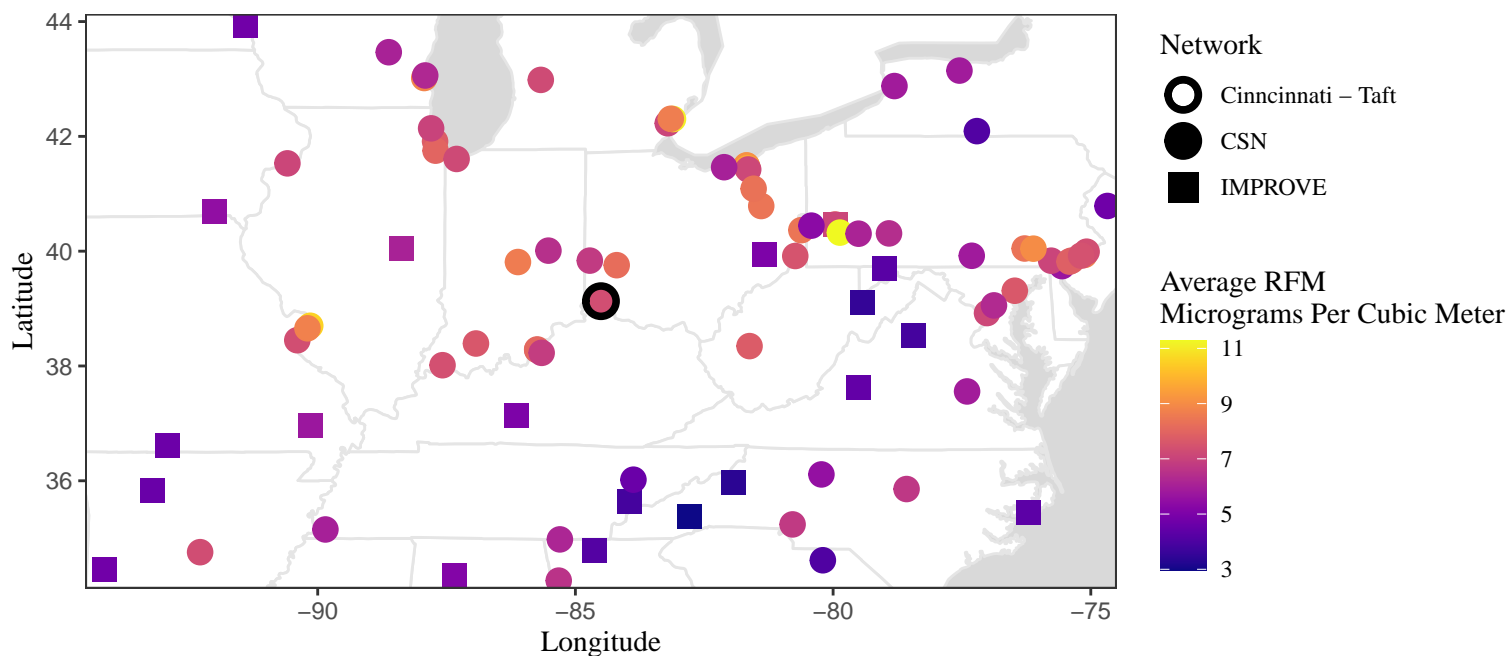 44
42
40
38
36
Latitude
−90
−85
−80
−75
Longitude
Network
Cinncinnati − Taft
CSN
IMPROVE
Average RFM
Micrograms Per Cubic Meter
11
9
7
5
3